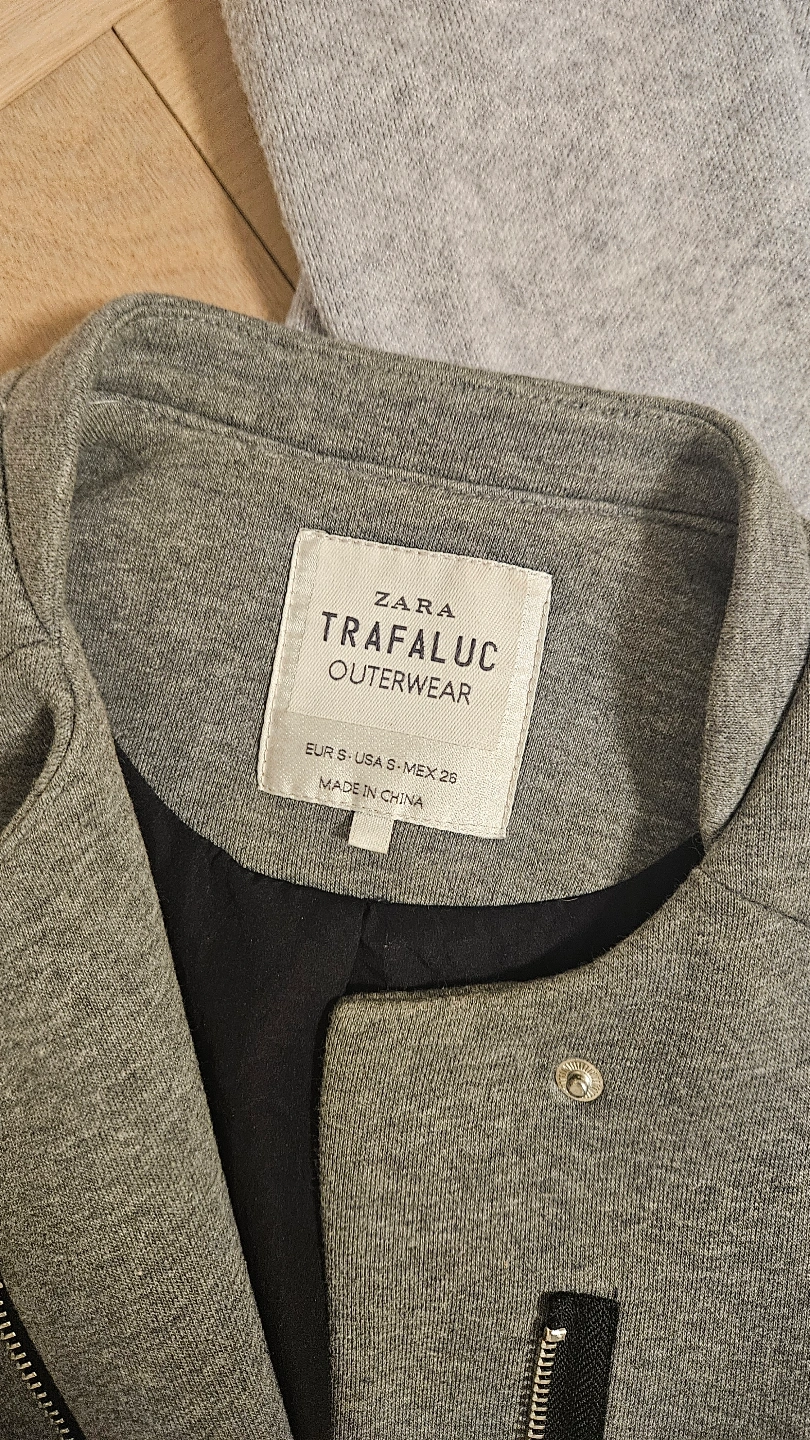 ZARA
TRAFALUC
OUTERWEAR
EUR S · USA S · MEX 26
MADE IN CHINA